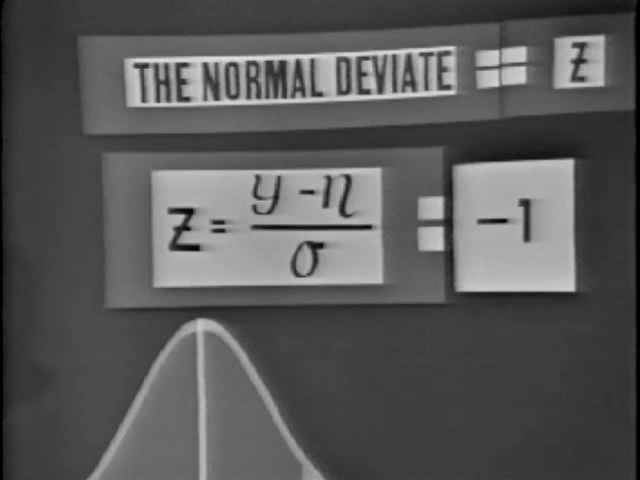 THE NORMAL DEVIATE = Z
Z = y - η / σ = -1